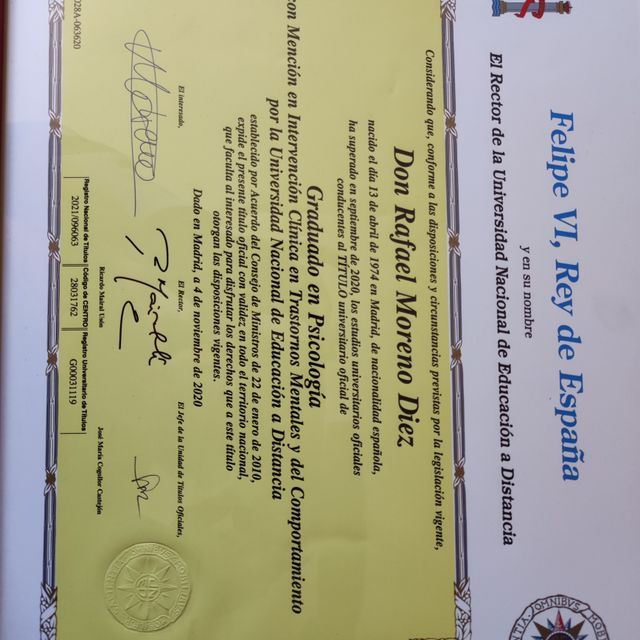 Felipe VI, Rey de España
y en su nombre
El Rector de la Universidad Nacional de Educación a Distancia
Considerando que, conforme a las disposiciones y circunstancias previstas por la legislación vigente,
Don Rafael Moreno Diez
nacido el día 13 de abril de 1974 en Madrid, de nacionalidad española,
ha superado en septiembre de 2020, los estudios universitarios oficiales
conducentes al TÍTULO universitario oficial de
Graduado en Psicología
con Mención en Intervención Clínica en Trastornos Mentales y del Comportamiento
por la Universidad Nacional de Educación a Distancia
establecido por Acuerdo del Consejo de Ministros de 22 de enero de 2010,
expide el presente título oficial con validez en todo el territorio nacional,
que faculta al interesado para disfrutar los derechos que a este título
otorgan las disposiciones vigentes.
Dado en Madrid, a 4 de noviembre de 2020
El interesado,
El Rector,
El Jefe de la Unidad de Títulos Oficiales,
Ricardo Mairal Usón
José María Coguilor Castejón
Registro Nacional de Títulos Código de CENTRO Registro Universitario de Títulos
2021/096063 28031762 G00031119
028A-063620
OMNIBVS MOBI